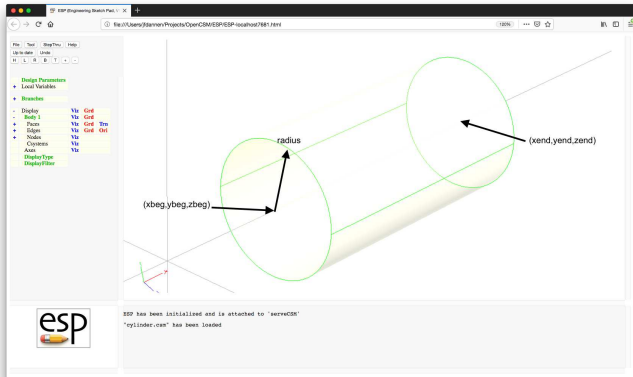 ESP (Engineering Sketch Pad, V
file:///Users/jfdannen/Projects/OpenCSM/ESP/ESP-localhost7681.html
100%
File Tool StepThru Help
Up to date Undo
H L R B T + -
Design Parameters
+ Local Variables
+ Branches
- Display Viz Grd
- Body 1 Viz Grd
+ Faces Viz Grd Trn
+ Edges Viz Grd Ori
+ Nodes Viz
Csystems Viz
Axes Viz
DisplayType
DisplayFilter
radius
(xend,yend,zend)
(xbeg,ybeg,zbeg)
esp
ESP has been initialized and is attached to 'serveCSM'
"cylinder.csm" has been loaded